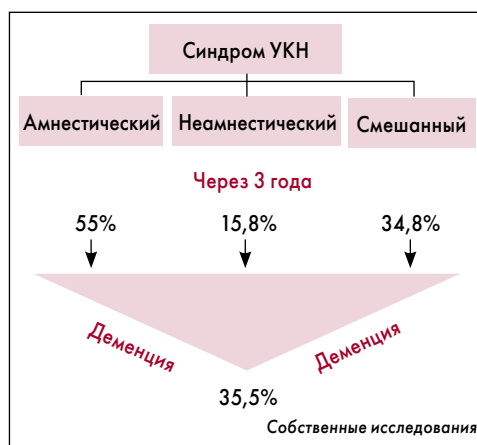 Синдром УКН
Амнестический Неамнестический Смешанный
Через 3 года
55% 15,8% 34,8%
Деменция Деменция
35,5%
Собственные исследования